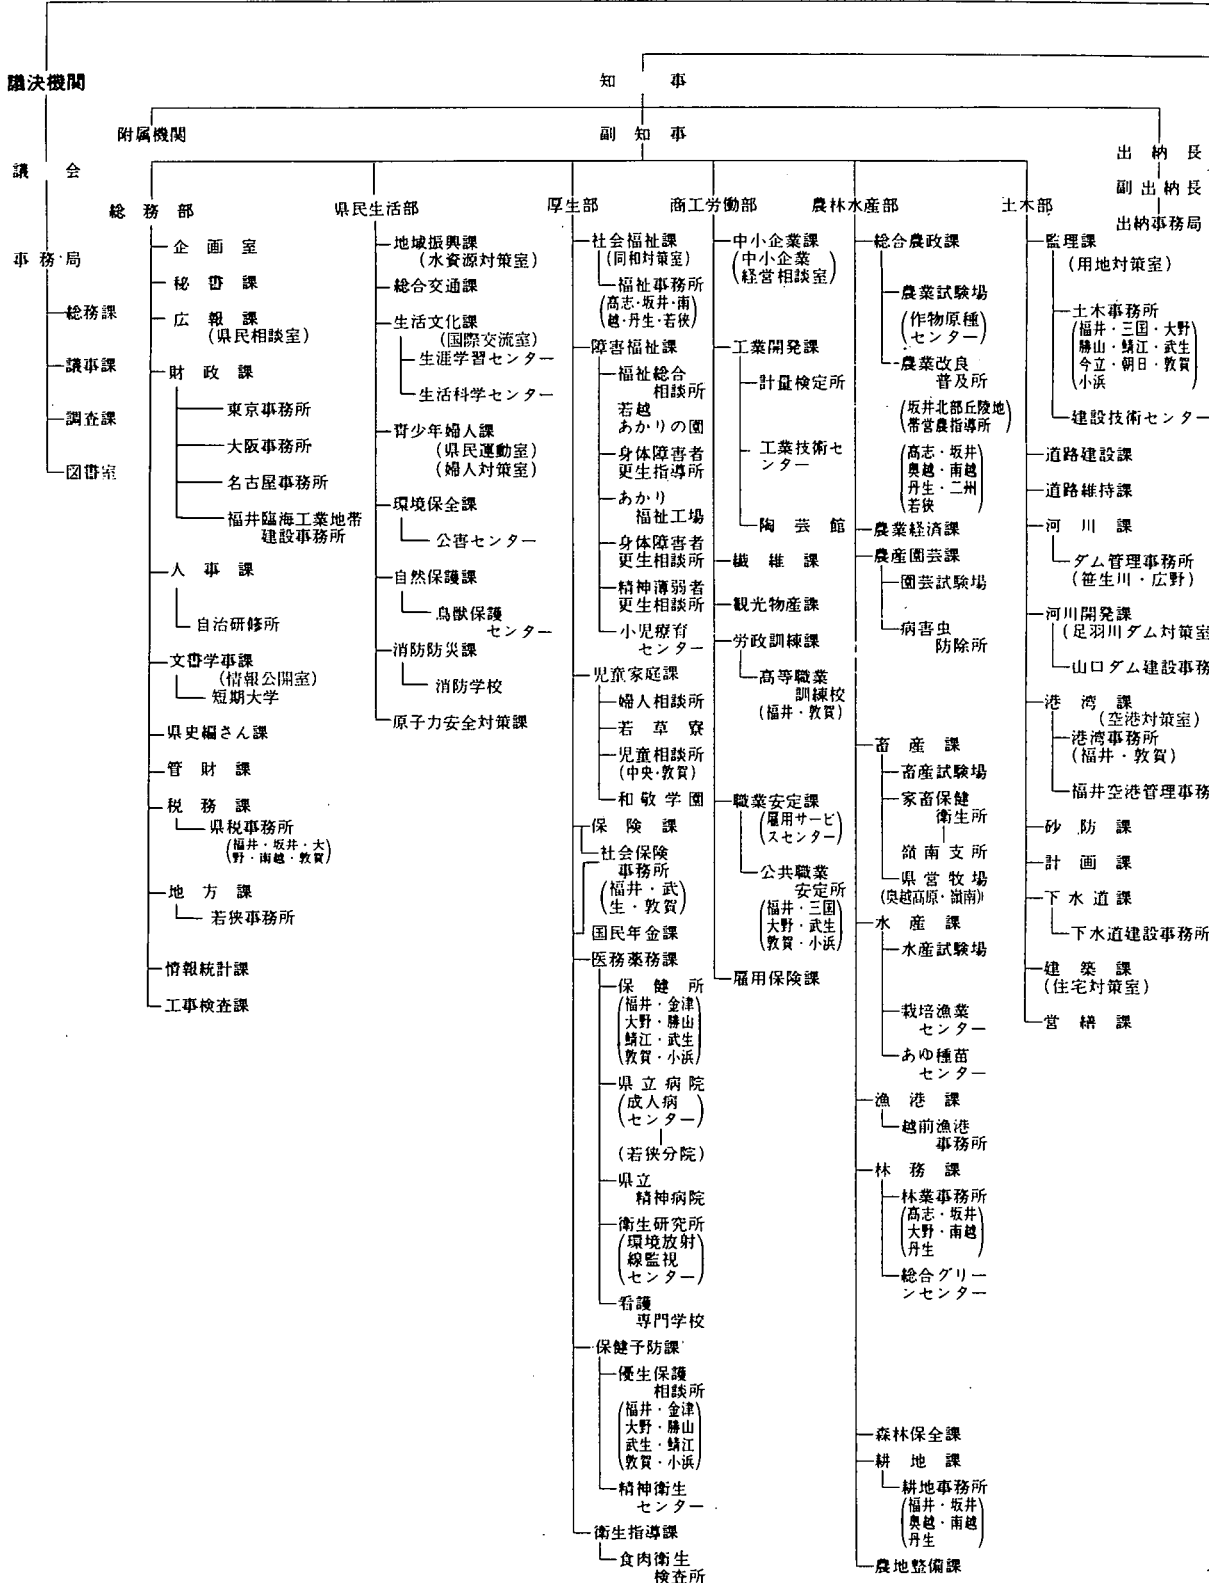 議決機関
議会
事務局
総務課
議事課
調査課
図書室
知事
附属機関
副知事
出納長
副出納長
出納事務局
総務部
企画室
秘書課
広報課
(県民相談室)
財政課
東京事務所
大阪事務所
名古屋事務所
福井臨海工業地帯
建設事務所
人事課
自治研修所
文書学事課
(情報公開室)
短期大学
県史編さん課
管財課
税務課
県税事務所
(福井・坂井・大
野・南越・敦賀)
地方課
若狭事務所
情報統計課
工事検査課
県民生活部
地域振興課
(水資源対策室)
総合交通課
生活文化課
(国際交流室)
生涯学習センター
生活科学センター
青少年婦人課
(県民運動室)
(婦人対策室)
環境保全課
公害センター
自然保護課
鳥獣保護
センター
消防防災課
消防学校
原子力安全対策課
厚生部
社会福祉課
(同和対策室)
福祉事務所
(高志・坂井・南
越・丹生・若狭)
障害福祉課
福祉総合
相談所
若越
あかりの園
身体障害者
更生指導所
あかり
福祉工場
身体障害者
更生相談所
精神薄弱者
更生相談所
小児療育
センター
児童家庭課
婦人相談所
若草寮
児童相談所
(中央・敦賀)
和敬学園
保険課
社会保険
事務所
(福井・武
生・敦賀)
国民年金課
医務薬務課
保健所
(福井・金津
大野・勝山
鯖江・武生
敦賀・小浜)
県立病院
(成人病
センター)
(若狭分院)
県立
精神病院
衛生研究所
(環境放射
線監視
センター)
看護
専門学校
保健予防課
優生保護
相談所
(福井・金津
大野・勝山
武生・鯖江
敦賀・小浜)
精神衛生
センター
衛生指導課
食肉衛生
検査所
商工労働部
中小企業課
(中小企業
経営相談室)
工業開発課
計量検定所
工業技術セ
ンター
陶芸館
繊維課
観光物産課
労政訓練課
高等職業
訓練校
(福井・敦賀)
職業安定課
(雇用サービ
スセンター)
公共職業
安定所
(福井・三国
大野・武生
敦賀・小浜)
雇用保険課
農林水産部
総合農政課
農業試験場
(作物原種
センター)
農業改良
普及所
(坂井北部丘陵地
帯営農指導所)
(高志・坂井
奥越・南越
丹生・二州
若狭)
農業経済課
農産園芸課
園芸試験場
病害虫
防除所
畜産課
畜産試験場
家畜保健
衛生所
嶺南支所
県営牧場
(奥越高原・嶺南)
水産課
水産試験場
栽培漁業
センター
あゆ種苗
センター
漁港課
越前漁港
事務所
林務課
林業事務所
(高志・坂井
大野・南越
丹生)
総合グリー
ンセンター
森林保全課
耕地課
耕地事務所
(福井・坂井
奥越・南越
丹生)
農地整備課
土木部
監理課
(用地対策室)
土木事務所
(福井・三国・大野
勝山・鯖江・武生
今立・朝日・敦賀
小浜)
建設技術センター
道路建設課
道路維持課
河川課
ダム管理事務所
(笹生川・広野)
河川開発課
(足羽川ダム対策室
山口ダム建設事務
港湾課
(空港対策室)
港湾事務所
(福井・敦賀)
福井空港管理事務
砂防課
計画課
下水道課
下水道建設事務所
建築課
(住宅対策室)
営繕課